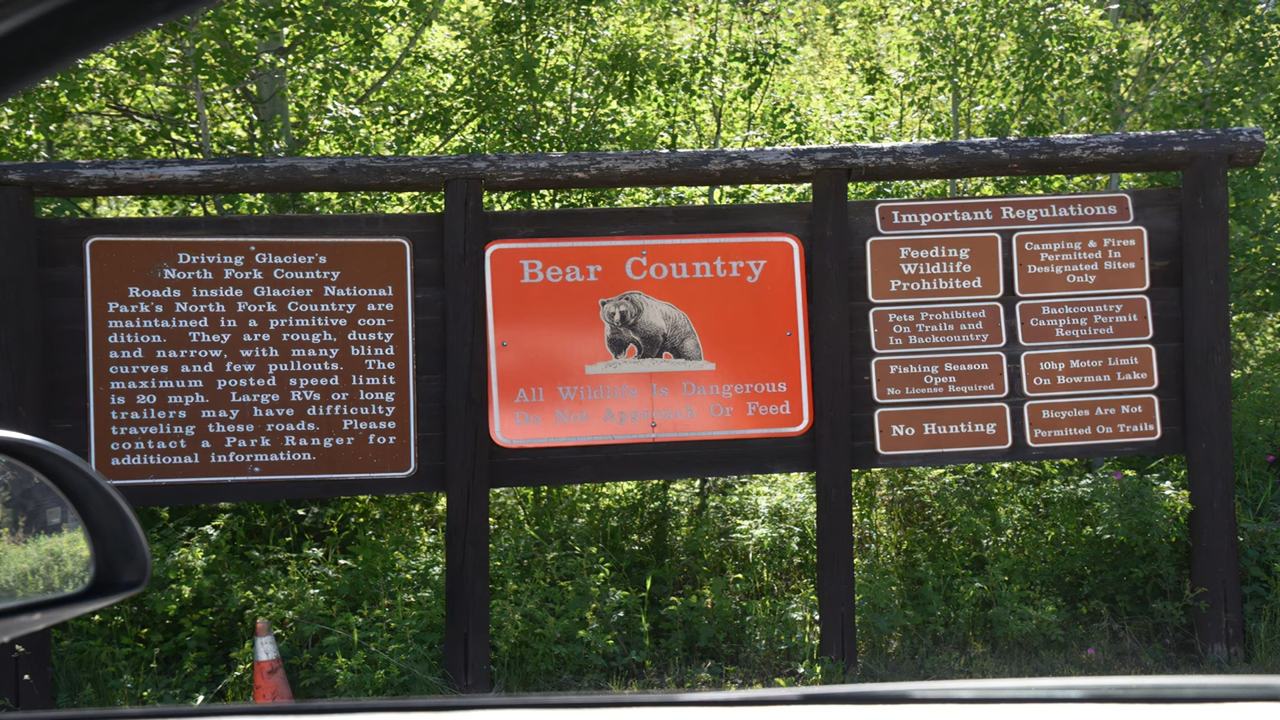 Driving Glacier's
North Fork Country
Roads inside Glacier National
Park's North Fork Country are
maintained in a primitive con-
dition. They are rough, dusty
and narrow, with many blind
curves and few pullouts. The
maximum posted speed limit
is 20 mph. Large RVs or long
trailers may have difficulty
traveling these roads. Please
contact a Park Ranger for
additional information.
Bear Country
All Wildlife Is Dangerous
Do Not Approach Or Feed
Important Regulations
Feeding
Wildlife
Prohibited
Camping & Fires
Permitted In
Designated Sites
Only
Pets Prohibited
On Trails and
In Backcountry
Backcountry
Camping Permit
Required
Fishing Season
Open
No License Required
10hp Motor Limit
On Bowman Lake
No Hunting
Bicycles Are Not
Permitted On Trails